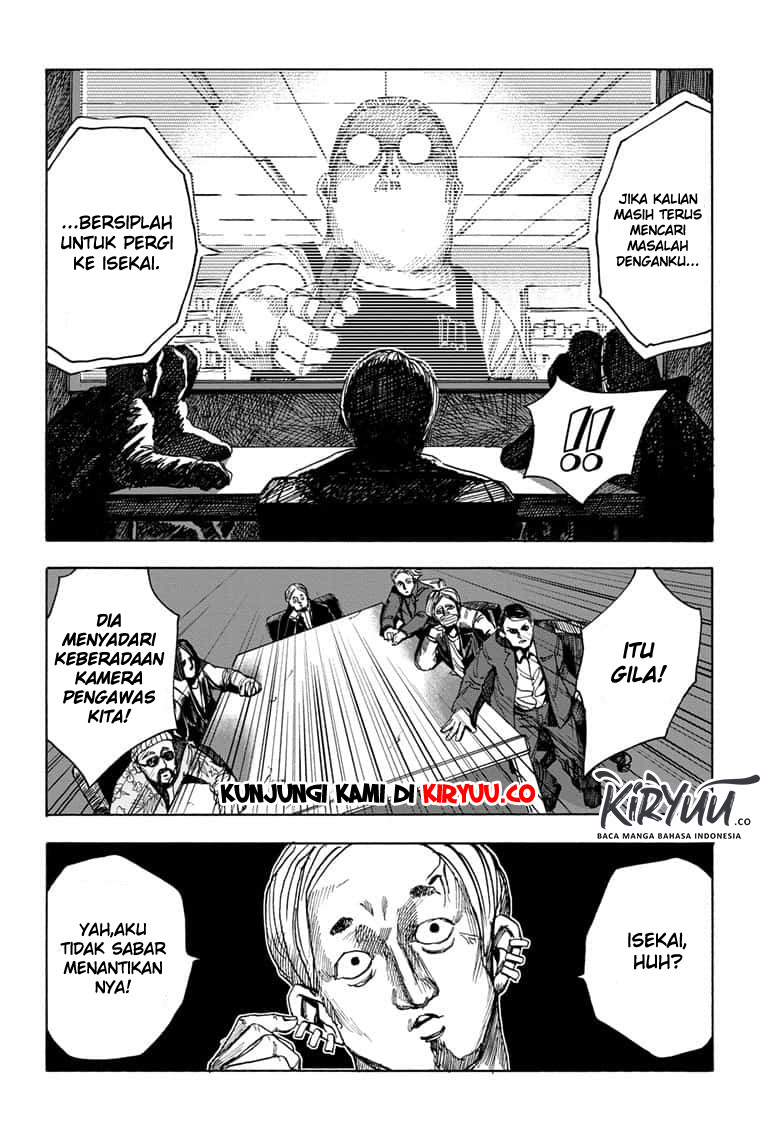 JIKA KALIAN
MASIH TERUS
MENCARI
MASALAH
DENGANKU...
...BERSIPLAH
UNTUK PERGI
KE ISEKAI.
!!
ITU
GILA!
DIA
MENYADARI
KEBERADAAN
KAMERA
PENGAWAS
KITA!
KUNJUNGI KAMI DI KIRYUU.CO
KIRYUU.CO
BACA MANGA BAHASA INDONESIA
ISEKAI,
HUH?
YAH,AKU
TIDAK SABAR
MENANTIKAN
NYA!